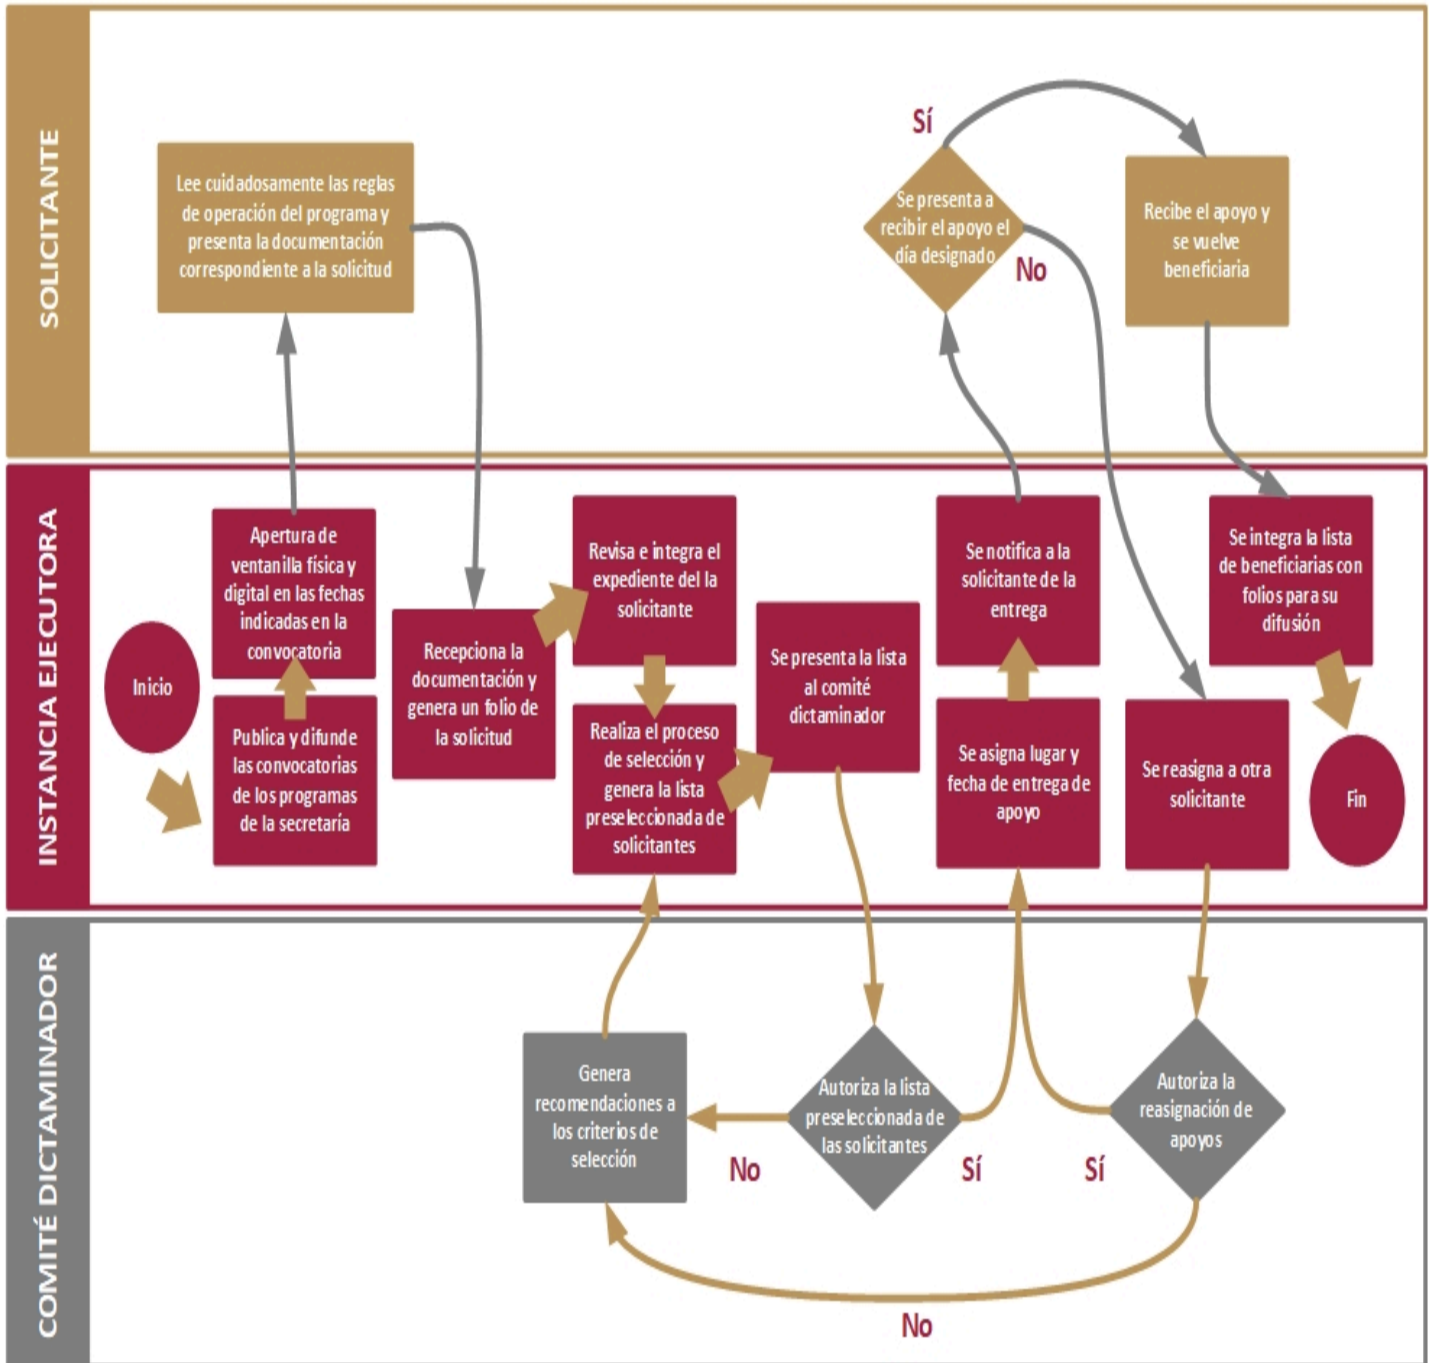 SOLICITANTE
Lee cuidadosamente las reglas
de operación del programa y
presenta la documentación
correspondiente a la solicitud
Sí
Se presenta a
recibir el apoyo el
día designado
No
Recibe el apoyo y
se vuelve
beneficiaria
INSTANCIA EJECUTORA
Inicio
Apertura de
ventanilla física y
digital en las fechas
indicadas en la
convocatoria
Publica y difunde
las convocatorias
de los programas
de la secretaría
Recepciona la
documentación y
genera un folio de
la solicitud
Revisa e integra el
expediente del la
solicitante
Realiza el proceso
de selección y
genera la lista
preseleccionada de
solicitantes
Se presenta la lista
al comité
dictaminador
Se notifica a la
solicitante de la
entrega
Se asigna lugar y
fecha de entrega de
apoyo
Se integra la lista
de beneficiarias con
folios para su
difusión
Se reasigna a otra
solicitante
Fin
COMITÉ DICTAMINADOR
Genera
recomendaciones a
los criterios de
selección
No
Autoriza la lista
preseleccionada de
las solicitantes
Sí
Sí
Autoriza la
reasignación de
apoyos
No